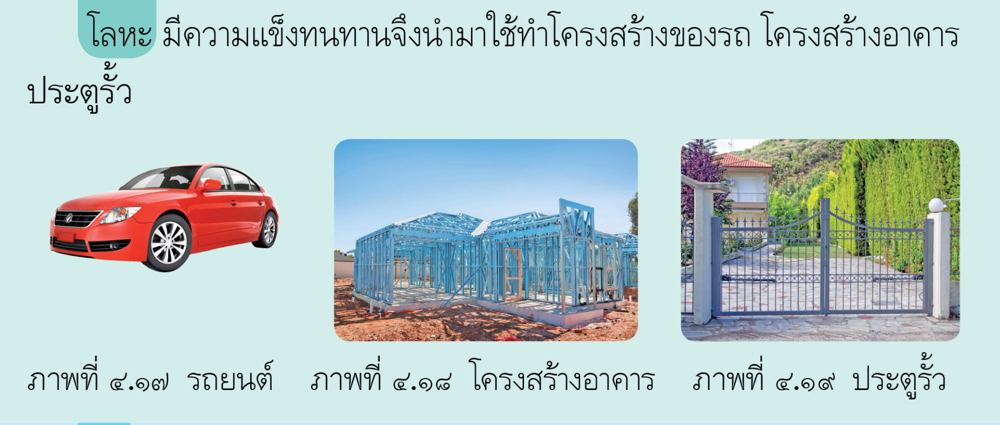 โลหะ มีความแข็งทนทานจึงนำมาใช้ทำโครงสร้างของรถ โครงสร้างอาคาร
ประตูรั้ว
ภาพที่ ๔.๑๗ รถยนต์
ภาพที่ ๔.๑๘ โครงสร้างอาคาร
ภาพที่ ๔.๑๙ ประตูรั้ว